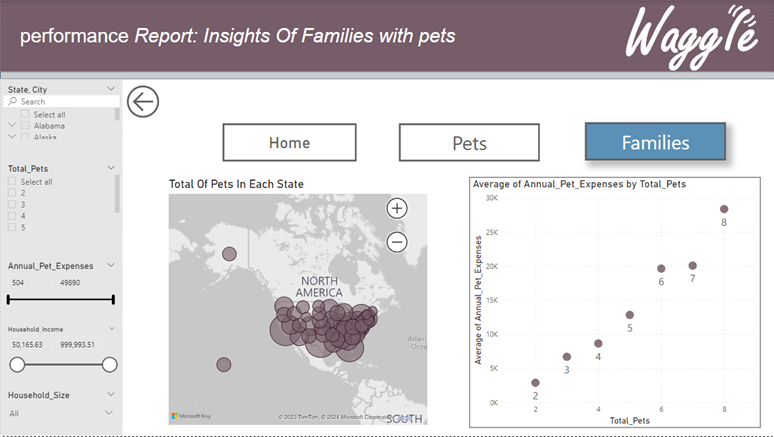 performance Report: Insights Of Families with pets
Waggle
State, City
Search
Select all
Alabama
Alaska
Total_Pets
Select all
2
3
4
5
Annual_Pet_Expenses
504 49890
Household_Income
50,165.63 999,993.51
Household_Size
All
Home
Pets
Families
Total Of Pets In Each State
NORTH
AMERICA
Atlant
Ocea
SOUTH
Microsoft Bing
© 2023 TomTom, © 2024 Microsoft Corporation
Average of Annual_Pet_Expenses by Total_Pets
Average of Annual_Pet_Expenses
30K
25K
20K
15K
10K
5K
0K
8
7
6
5
4
3
2
2
4
6
8
Total_Pets